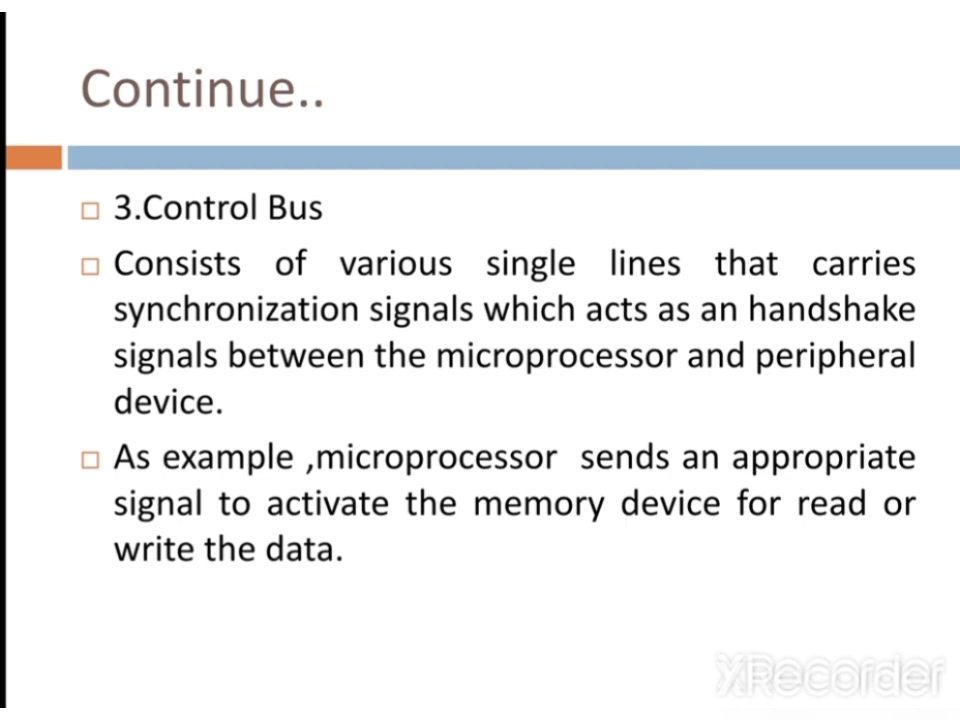 Continue..
3.Control Bus
Consists of various single lines that carries
synchronization signals which acts as an handshake
signals between the microprocessor and peripheral
device.
As example ,microprocessor sends an appropriate
signal to activate the memory device for read or
write the data.
XRecorder